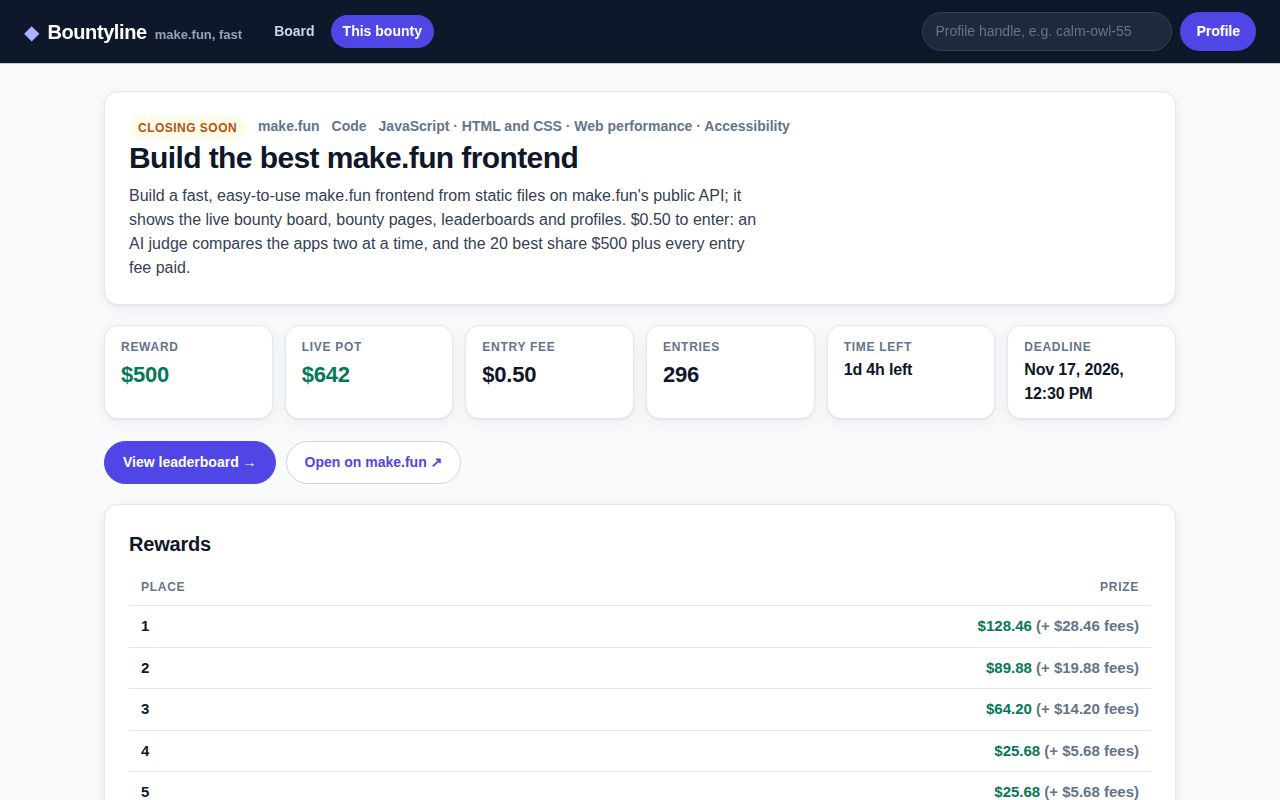 ◆ Bountyline make.fun, fast Board This bounty Profile handle, e.g. calm-owl-55 Profile
CLOSING SOON make.fun Code JavaScript · HTML and CSS · Web performance · Accessibility
Build the best make.fun frontend
Build a fast, easy-to-use make.fun frontend from static files on make.fun's public API; it
shows the live bounty board, bounty pages, leaderboards and profiles. $0.50 to enter: an
AI judge compares the apps two at a time, and the 20 best share $500 plus every entry
fee paid.
REWARD LIVE POT ENTRY FEE ENTRIES TIME LEFT DEADLINE
$500 $642 $0.50 296 1d 4h left Nov 17, 2026,
12:30 PM
View leaderboard → Open on make.fun ↗
Rewards
PLACE PRIZE
1 $128.46 (+ $28.46 fees)
2 $89.88 (+ $19.88 fees)
3 $64.20 (+ $14.20 fees)
4 $25.68 (+ $5.68 fees)
5 $25.68 (+ $5.68 fees)